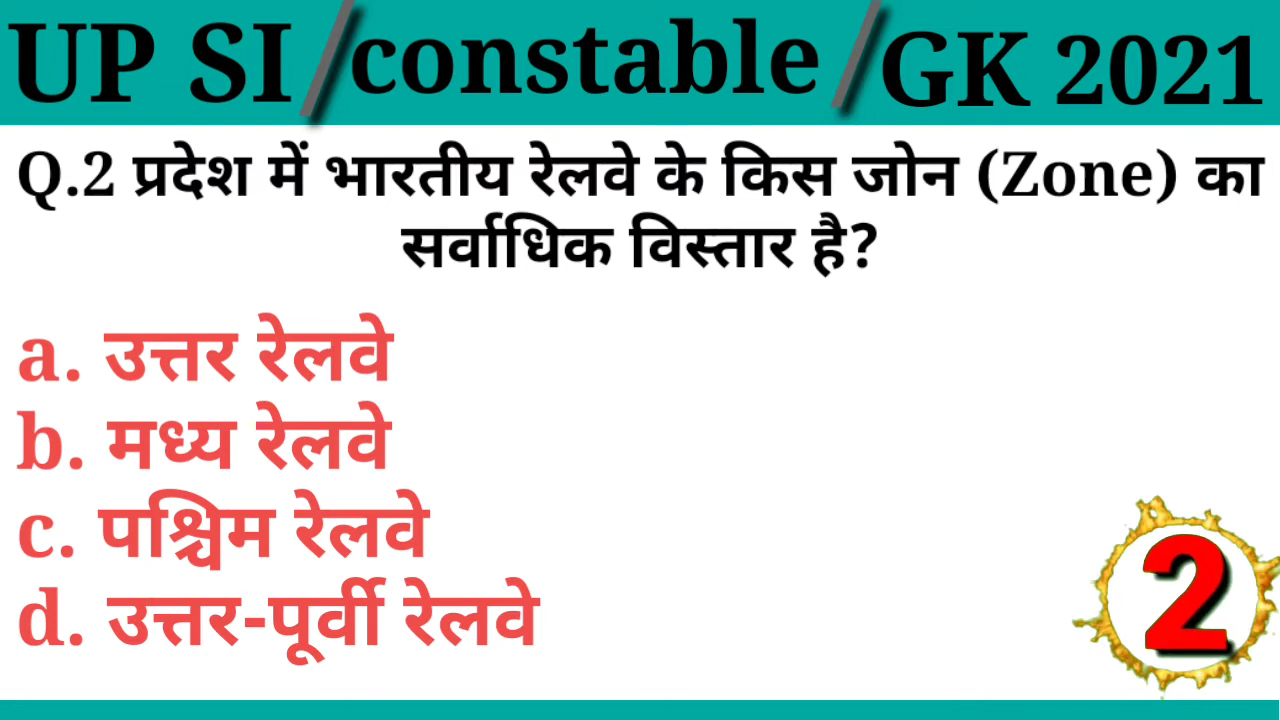 UP SI/constable/GK 2021
Q.2 प्रदेश में भारतीय रेलवे के किस जोन (Zone) का
सर्वाधिक विस्तार है?
a. उत्तर रेलवे
b. मध्य रेलवे
c. पश्चिम रेलवे
d. उत्तर-पूर्वी रेलवे
2